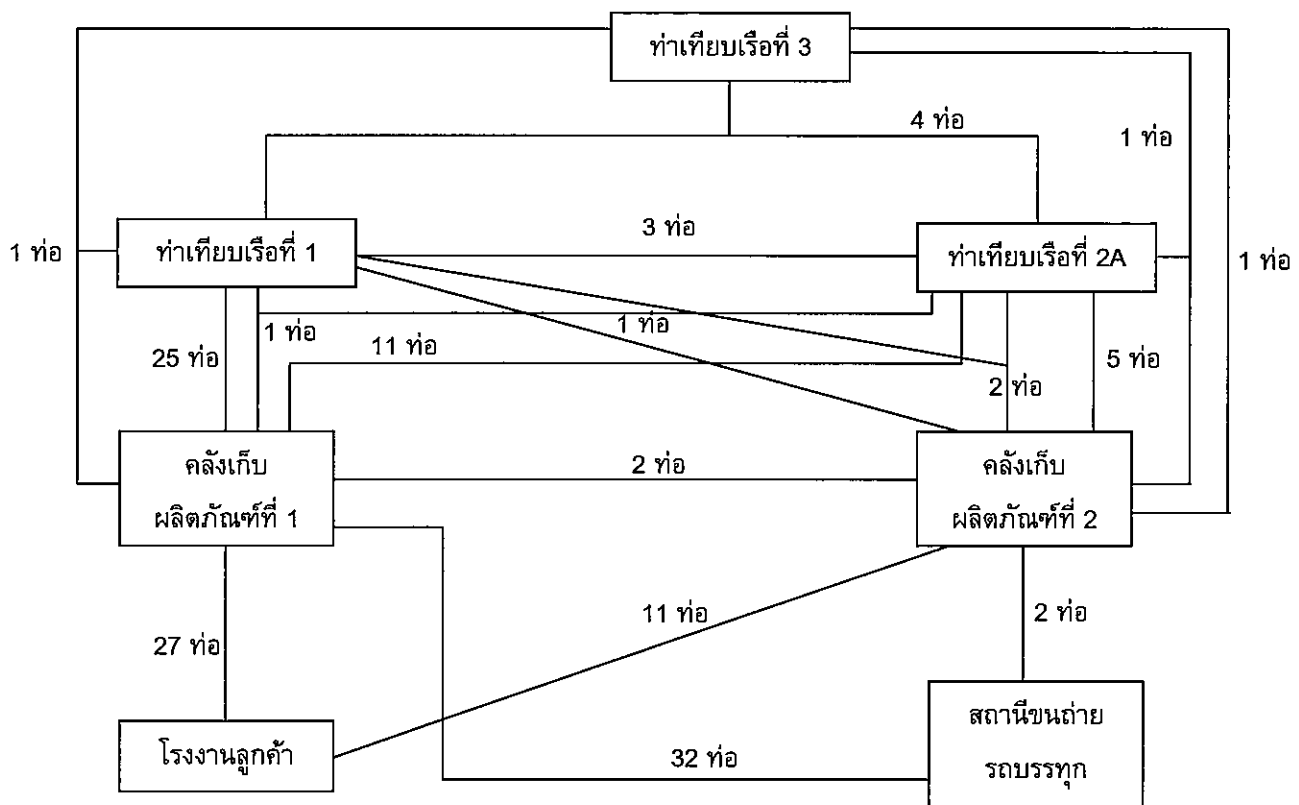 ท่าเทียบเรือที่ 3
4 ท่อ
1 ท่อ
ท่าเทียบเรือที่ 1
3 ท่อ
ท่าเทียบเรือที่ 2A
1 ท่อ
1 ท่อ
1 ท่อ
1 ท่อ
25 ท่อ
11 ท่อ
2 ท่อ
5 ท่อ
คลังเก็บ
ผลิตภัณฑ์ที่ 1
2 ท่อ
คลังเก็บ
ผลิตภัณฑ์ที่ 2
27 ท่อ
11 ท่อ
2 ท่อ
โรงงานลูกค้า
32 ท่อ
สถานีขนถ่าย
รถบรรทุก